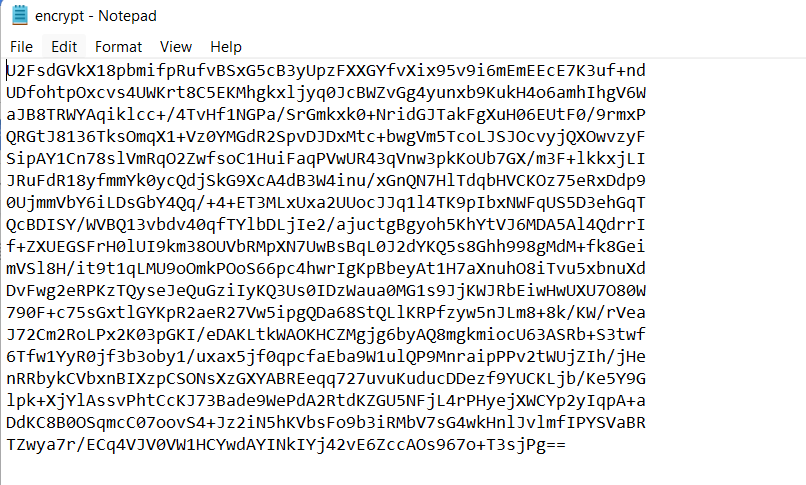 encrypt - Notepad
File Edit Format View Help
U2FsdGVkX18pbmifpRufvBSxG5cB3yUpzFXXGYfvXix95v9i6mEmEEcE7K3uf+nd
UDfohtpOxcvs4UWKrt8C5EKMhgkxljyq0JcBWZvGg4yunxb9KukH4o6amhIhgV6W
aJB8TRWYAqiklcc+/4TvHf1NGPa/SrGmkxk0+NridGJTakFgXuH06EUtF0/9rmxP
QRGtJ8136TksOmqX1+Vz0YMGdR2SpvDJDxMtc+bwgVm5TcoLJSJOcvyjQXOwvzyF
SipAY1Cn78slVmRqO2ZwfsoC1HuiFaqPVwUR43qVnw3pkKoUb7GX/m3F+lkkxjLI
JRuFdR18yfmmYk0ycQdjSkG9XcA4dB3W4inu/xGnQN7HlTdqbHVCKOz75eRxDdp9
0UjmmVbY6iLDsGbY4Qq/+4+ET3MLxUxa2UUocJJq1l4TK9pIbxNWFqUS5D3ehGqT
QcBDISY/WVBQ13vbdv40qfTYlbDLjIe2/ajuctgBgyoh5KhYtVJ6MDA5Al4QdrrI
f+ZXUEGSFrH0lUI9km38OUVbRMpXN7UwBsBqL0J2dYKQ5s8Ghh998gMdM+fk8Gei
mVSl8H/it9t1qLMU9oOmkPOoS66pc4hwrIgKpBbeyAt1H7aXnuhO8iTvu5xbnuXd
DvFwg2eRPKzTQyseJeQuGziIyKQ3Us0IDzWaua0MG1s9JjKWJRbEiwHwUXU7O80W
790F+c75sGxtlGYKpR2aeR27Vw5ipgQDa68StQLlKRPfzyw5nJLm8+8k/KW/rVea
J72Cm2RoLPx2K03pGKI/eDAKLtkWAOKHCZMgjg6byAQ8mgkmiocU63ASRb+S3twf
6Tfw1YyR0jf3b3oby1/uxax5jf0qpcfaEba9W1ulQP9MnraipPPv2tWUjZIh/jHe
nRRbykCVbxnBIXzpCSONsXzGXYABREeqq727uvuKuducDDezf9YUCKLjb/Ke5Y9G
lpk+XjYlAssvPhtCcKJ73Bade9WePdA2RtdKZGU5NFjL4rPHyejXWCYp2yIqpA+a
DdKC8B0OSqmcC07oovS4+Jz2iN5hKVbsFo9b3iRMbV7sG4wkHnlJvlmfIPYSVaBR
TZwya7r/ECq4VJV0VW1HCYwdAYINkIYj42vE6ZccAOs967o+T3sjPg==